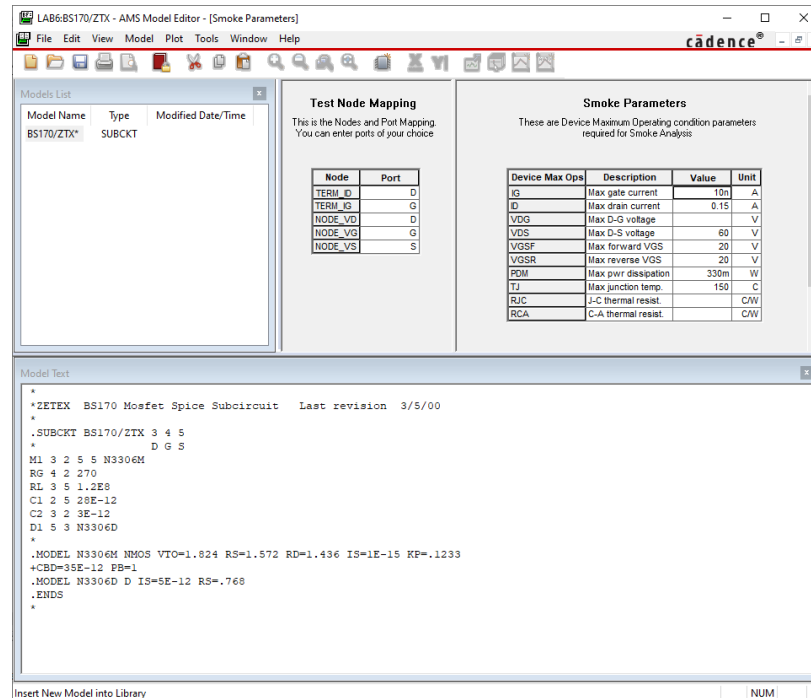 LAB6:BS170/ZTX - AMS Model Editor - [Smoke Parameters]
File Edit View Model Plot Tools Window Help
cādence®
Models List
Model Name Type Modified Date/Time
BS170/ZTX* SUBCKT
Test Node Mapping
This is the Nodes and Port Mapping.
You can enter ports of your choice
Node Port
TERM_ID D
TERM_IG G
NODE_VD D
NODE_VG G
NODE_VS S
Smoke Parameters
These are Device Maximum Operating condition parameters
required for Smoke Analysis
Device Max Ops Description Value Unit
IG Max gate current 10n A
ID Max drain current 0.15 A
VDG Max D-G voltage V
VDS Max D-S voltage 60 V
VGSF Max forward VGS 20 V
VGSR Max reverse VGS 20 V
PDM Max pwr dissipation 330m W
TJ Max junction temp. 150 C
RJC J-C thermal resist. C/W
RCA C-A thermal resist. C/W
Model Text
*
*ZETEX BS170 Mosfet Spice Subcircuit Last revision 3/5/00
*
.SUBCKT BS170/ZTX 3 4 5
* D G S
M1 3 2 5 5 N3306M
RG 4 2 270
RL 3 5 1.2E8
C1 2 5 28E-12
C2 3 2 3E-12
D1 5 3 N3306D
*
.MODEL N3306M NMOS VTO=1.824 RS=1.572 RD=1.436 IS=1E-15 KP=.1233
+CBD=35E-12 PB=1
.MODEL N3306D D IS=5E-12 RS=.768
.ENDS
*
Insert New Model into Library NUM